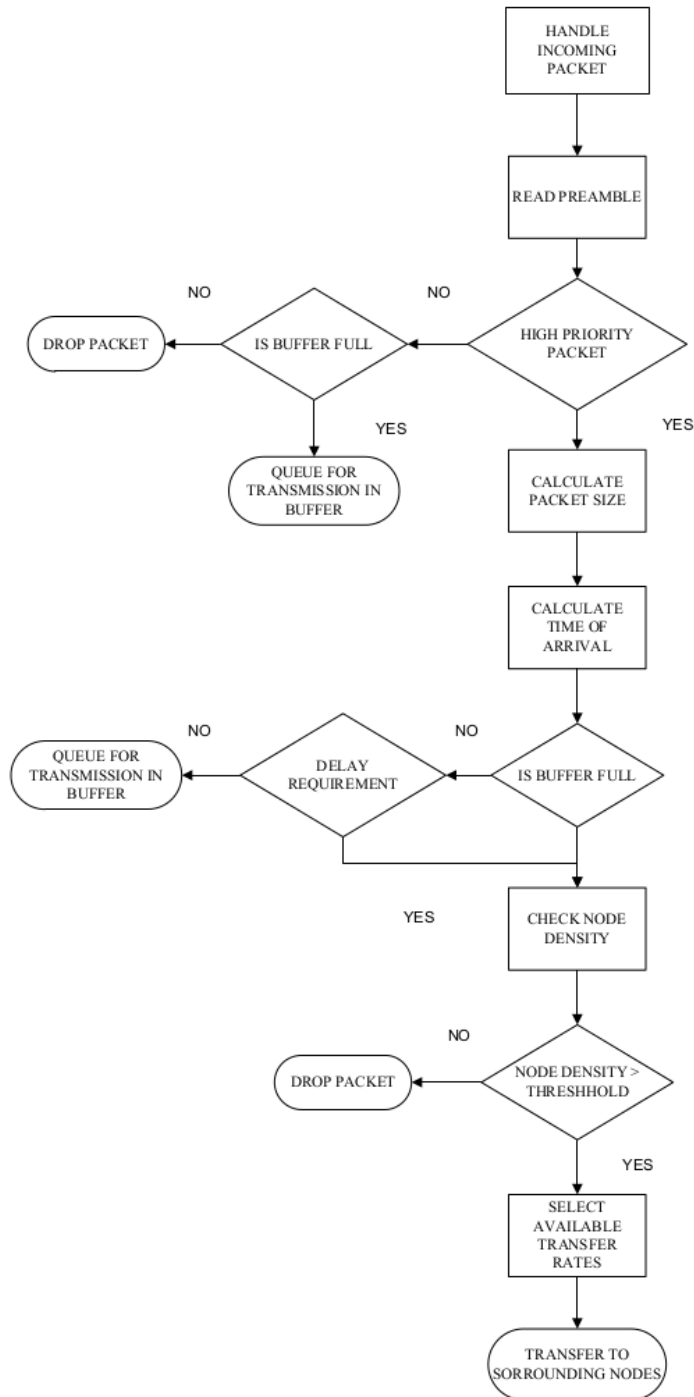 HANDLE
INCOMING
PACKET
READ PREAMBLE
NO
NO
DROP PACKET
IS BUFFER FULL
HIGH PRIORITY
PACKET
YES
YES
QUEUE FOR
TRANSMISSION IN
BUFFER
CALCULATE
PACKET SIZE
CALCULATE
TIME OF
ARRIVAL
NO
NO
QUEUE FOR
TRANSMISSION IN
BUFFER
DELAY
REQUIREMENT
IS BUFFER FULL
YES
CHECK NODE
DENSITY
NO
DROP PACKET
NODE DENSITY >
THRESHHOLD
YES
SELECT
AVAILABLE
TRANSFER
RATES
TRANSFER TO
SORROUNDING NODES